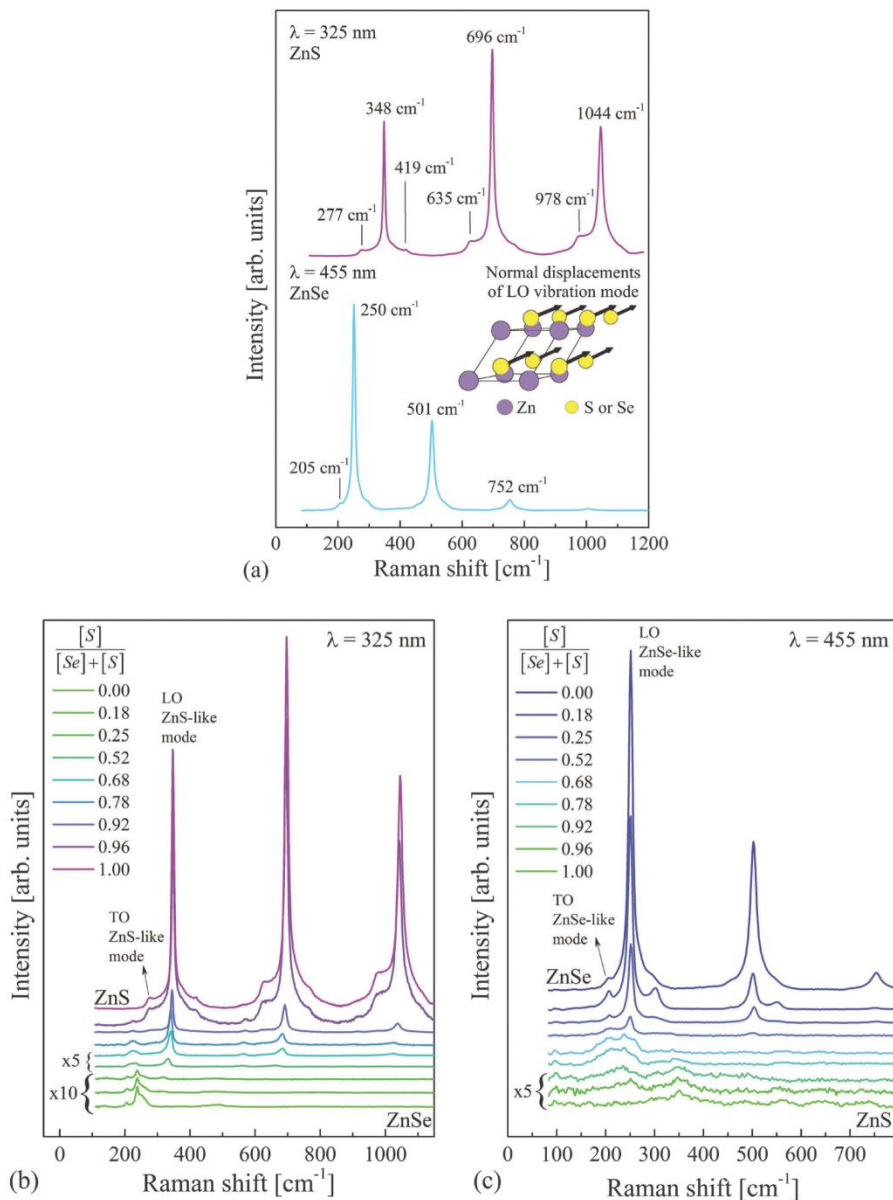 λ = 325 nm
ZnS
696 cm⁻¹
348 cm⁻¹
1044 cm⁻¹
419 cm⁻¹
635 cm⁻¹
978 cm⁻¹
277 cm⁻¹
λ = 455 nm
ZnSe
Normal displacements
of LO vibration mode
250 cm⁻¹
Zn
S or Se
501 cm⁻¹
205 cm⁻¹
752 cm⁻¹
Intensity [arb. units]
0 200 400 600 800 1000 1200
Raman shift [cm⁻¹]
(a)
[S]
[Se]+[S]
λ = 325 nm
0.00
0.18
0.25
0.52
0.68
0.78
0.92
0.96
1.00
LO
ZnS-like
mode
TO
ZnS-like
mode
ZnS
x5
x10
ZnSe
Intensity [arb. units]
0 200 400 600 800 1000
Raman shift [cm⁻¹]
(b)
[S]
[Se]+[S]
λ = 455 nm
LO
ZnSe-like
mode
0.00
0.18
0.25
0.52
0.68
0.78
0.92
0.96
1.00
TO
ZnSe-like
mode
ZnSe
x5
ZnS
Intensity [arb. units]
0 100 200 300 400 500 600 700
Raman shift [cm⁻¹]
(c)